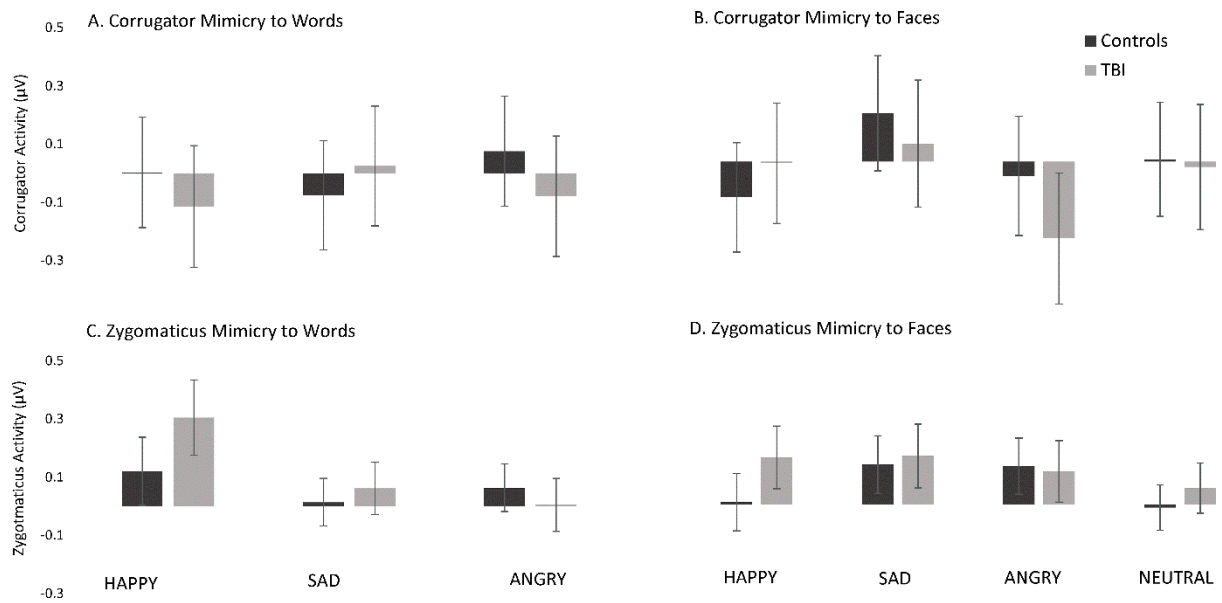 A. Corrugator Mimicry to Words
B. Corrugator Mimicry to Faces
Controls
TBI
Corrugator Activity (µV)
0.5
0.3
0.1
-0.1
-0.3
C. Zygomaticus Mimicry to Words
D. Zygomaticus Mimicry to Faces
Zygotmaticus Activity (µV)
0.5
0.3
0.1
-0.1
-0.3
HAPPY
SAD
ANGRY
HAPPY
SAD
ANGRY
NEUTRAL